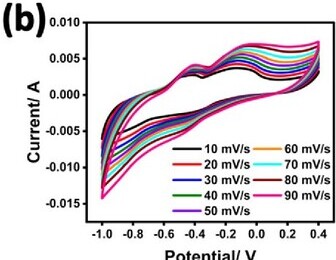 (b)
0.010
0.005
0.000
-0.005
-0.010
-0.015
Current/ A
10 mV/s 60 mV/s
20 mV/s 70 mV/s
30 mV/s 80 mV/s
40 mV/s 90 mV/s
50 mV/s
-1.0 -0.8 -0.6 -0.4 -0.2 0.0 0.2 0.4
Potential/ V